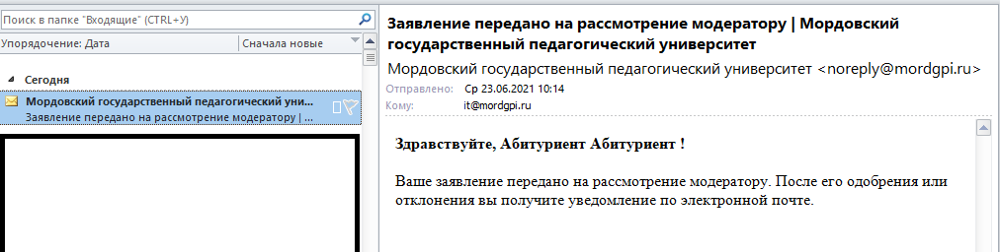 Поиск в папке "Входящие" (CTRL+У)
Упорядочение: Дата
Сначала новые
Сегодня
Мордовский государственный педагогический уни...
Заявление передано на рассмотрение модератору | ...
Заявление передано на рассмотрение модератору | Мордовский
государственный педагогический университет
Мордовский государственный педагогический университет <noreply@mordgpi.ru>
Отправлено: Ср 23.06.2021 10:14
Кому: it@mordgpi.ru
Здравствуйте, Абитуриент Абитуриент !
Ваше заявление передано на рассмотрение модератору. После его одобрения или
отклонения вы получите уведомление по электронной почте.